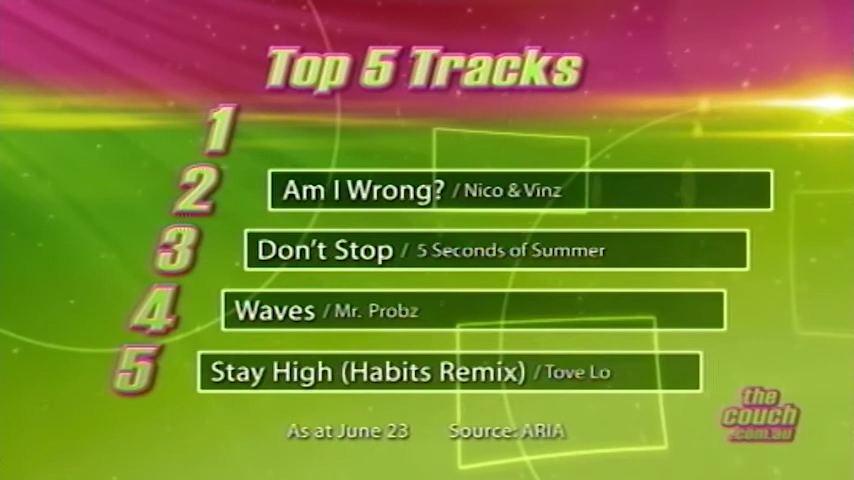 Top 5 Tracks
1
2 Am I Wrong? / Nico & Vinz
3 Don't Stop / 5 Seconds of Summer
4 Waves / Mr. Probz
5 Stay High (Habits Remix) / Tove Lo
As at June 23 Source: ARIA
the
couch
.com.au